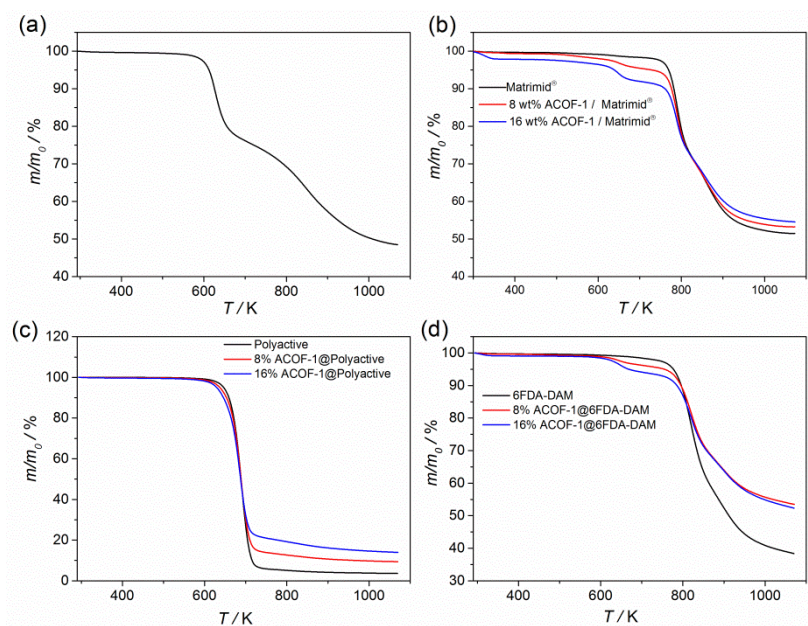 (a)
100
90
80
70
60
50
40
m/m0 / %
400 600 800 1000
T / K
(b)
100
90
80
70
60
50
40
m/m0 / %
Matrimid®
8 wt% ACOF-1 / Matrimid®
16 wt% ACOF-1 / Matrimid®
400 600 800 1000
T / K
(c)
120
100
80
60
40
20
0
m/m0 / %
Polyactive
8% ACOF-1@Polyactive
16% ACOF-1@Polyactive
400 600 800 1000
T / K
(d)
100
90
80
70
60
50
40
30
m/m0 / %
6FDA-DAM
8% ACOF-1@6FDA-DAM
16% ACOF-1@6FDA-DAM
400 600 800 1000
T / K